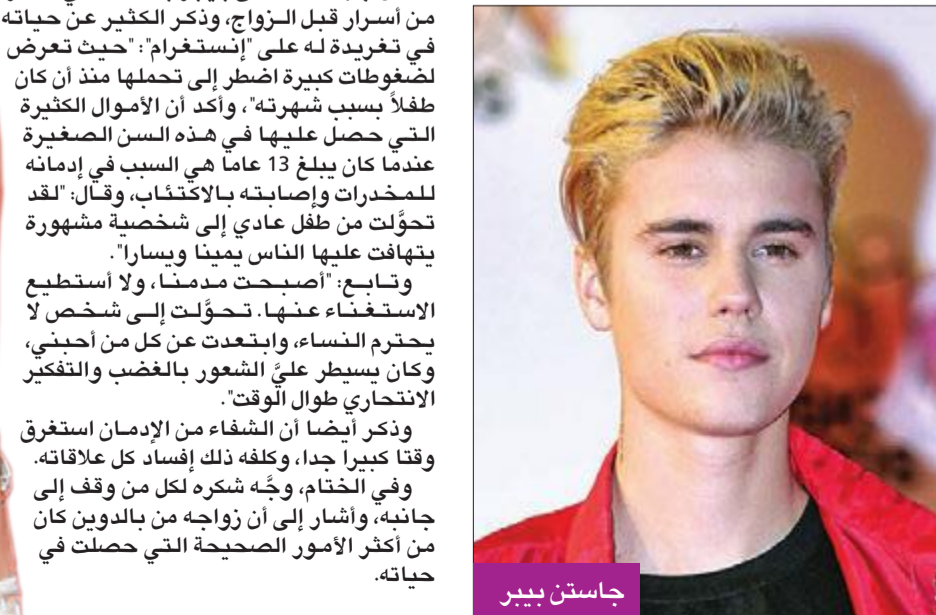 من أسرار قبل الزواج، وذكر الكثير عن حياته
في تغريدة له على "إنستغرام": "حيث تعرض
لضغوطات كبيرة اضطر إلى تحملها منذ أن كان
طفلاً بسبب شهرته"، وأكد أن الأموال الكثيرة
التي حصل عليها في هذه السن الصغيرة
عندما كان يبلغ 13 عاما هي السبب في إدمانه
للمخدرات وإصابته بالاكتئاب، وقال: "لقد
تحوَّلت من طفل عادي إلى شخصية مشهورة
يتهافت عليها الناس يمينا ويسارا".
وتابع: "أصبحت مدمنا، ولا أستطيع
الاستغناء عنها. تحوَّلت إلى شخص لا
يحترم النساء، وابتعدت عن كل من أحبني،
وكان يسيطر عليَّ الشعور بالغضب والتفكير
الانتحاري طوال الوقت".
وذكر أيضا أن الشفاء من الإدمان استغرق
وقتا كبيرا جدا، وكلفه ذلك إفساد كل علاقاته.
وفي الختام، وجَّه شكره لكل من وقف إلى
جانبه، وأشار إلى أن زواجه من بالدوين كان
من أكثر الأمور الصحيحة التي حصلت في
حياته.
جاستن بيبر